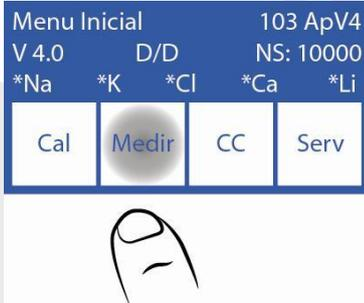 Menu Inicial 103 ApV4
V 4.0 D/D NS: 10000
*Na *K *Cl *Ca *Li
Cal Medir CC Serv